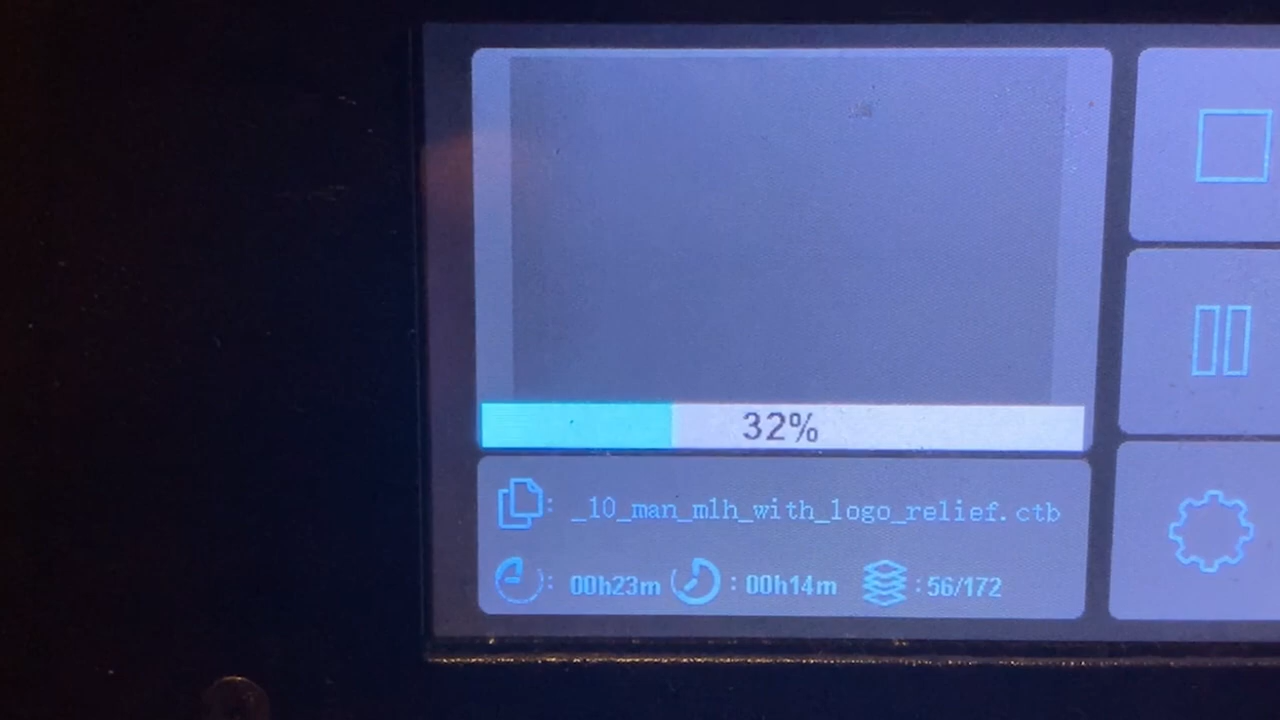 32%
: _10_man_mlh_with_logo_relief.ctb
: 00h23m : 00h14m : 56/172